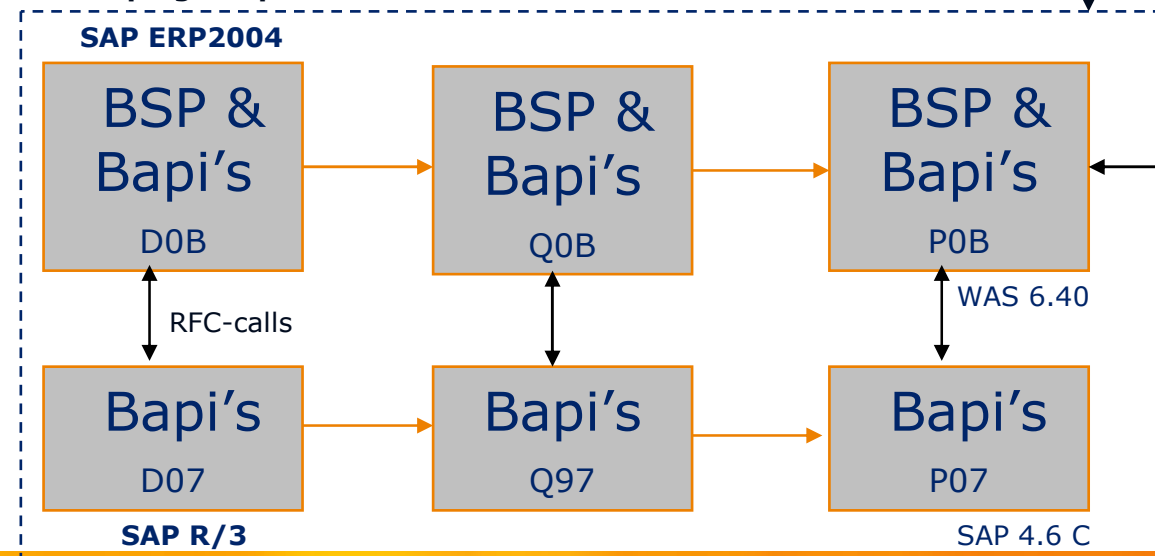 SAP ERP2004
BSP &
Bapi’s
D0B
BSP &
Bapi’s
Q0B
BSP &
Bapi’s
P0B
RFC-calls
WAS 6.40
Bapi’s
D07
Bapi’s
Q97
Bapi’s
P07
SAP R/3
SAP 4.6 C